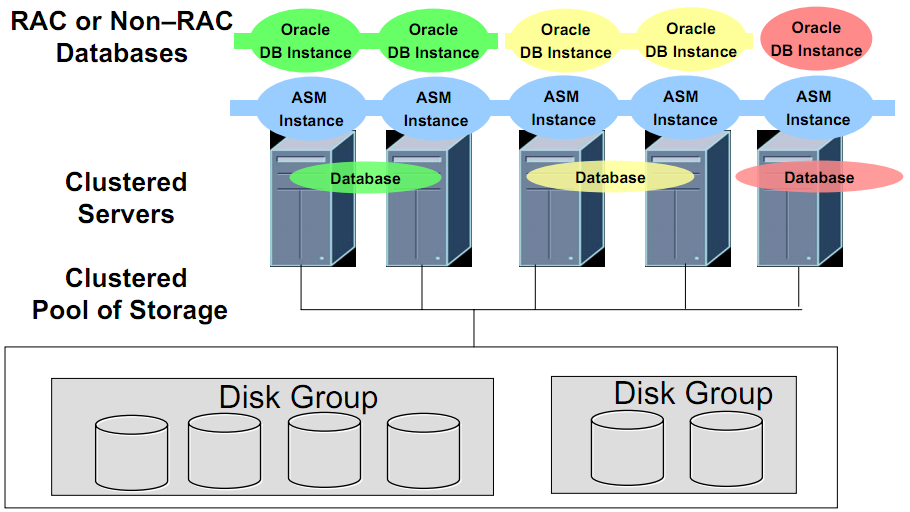 RAC or Non–RAC
Databases
Oracle
DB Instance
Oracle
DB Instance
Oracle
DB Instance
Oracle
DB Instance
Oracle
DB Instance
ASM
Instance
ASM
Instance
ASM
Instance
ASM
Instance
ASM
Instance
Clustered
Servers
Database
Database
Database
Clustered
Pool of Storage
Disk Group
Disk Group